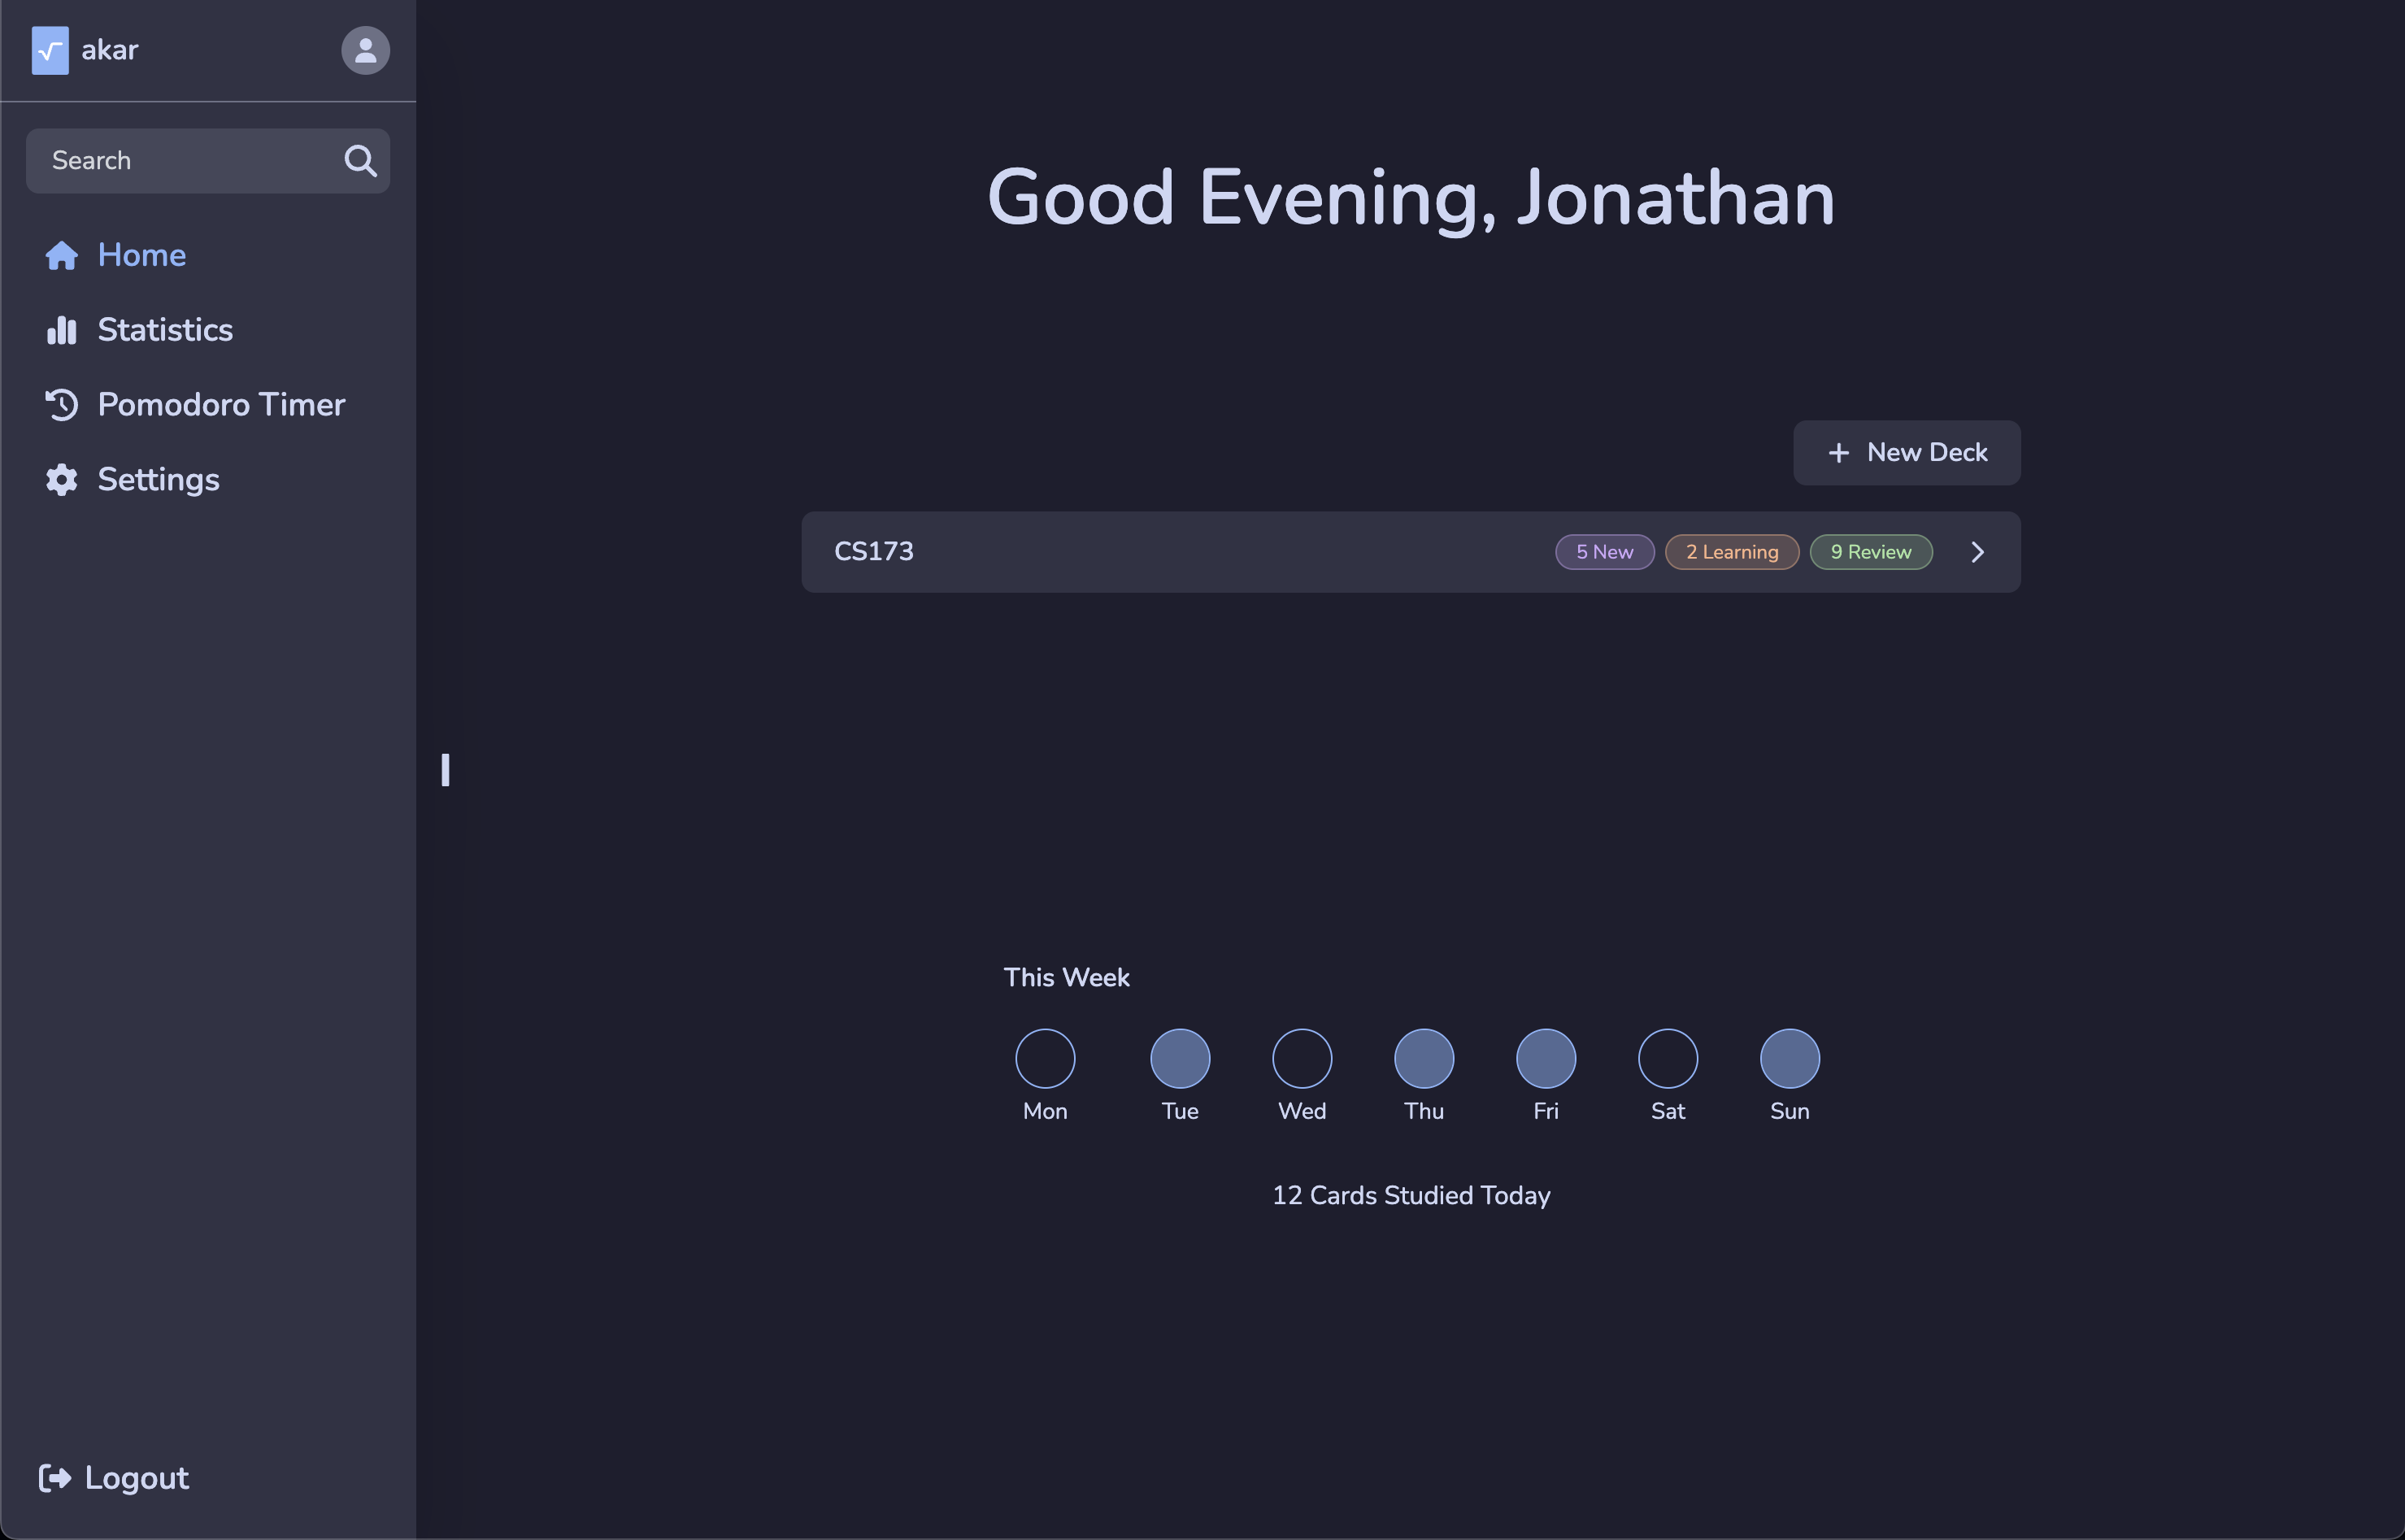 akar
Search
Home
Statistics
Pomodoro Timer
Settings
Logout
Good Evening, Jonathan
New Deck
CS173 5 New 2 Learning 9 Review
This Week
Mon Tue Wed Thu Fri Sat Sun
12 Cards Studied Today